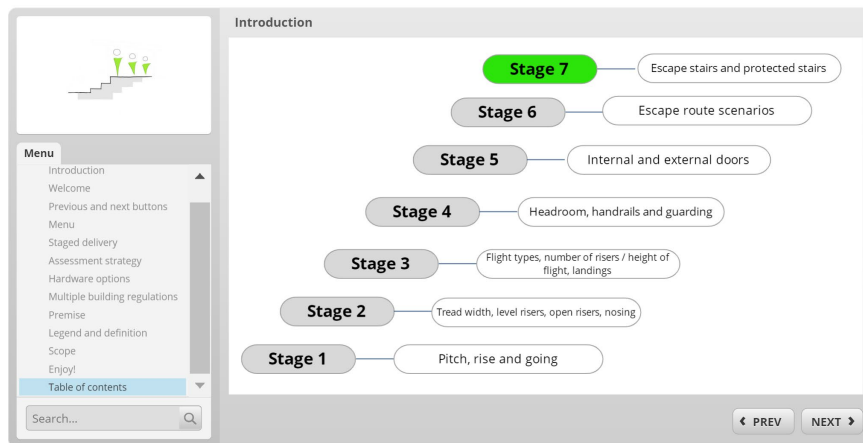 Introduction
Stage 7
Escape stairs and protected stairs
Stage 6
Escape route scenarios
Stage 5
Internal and external doors
Stage 4
Headroom, handrails and guarding
Stage 3
Flight types, number of risers / height of
flight, landings
Stage 2
Tread width, level risers, open risers, nosing
Stage 1
Pitch, rise and going
Menu
Introduction
Welcome
Previous and next buttons
Menu
Staged delivery
Assessment strategy
Hardware options
Multiple building regulations
Premise
Legend and definition
Scope
Enjoy!
Table of contents
Search...
PREV
NEXT